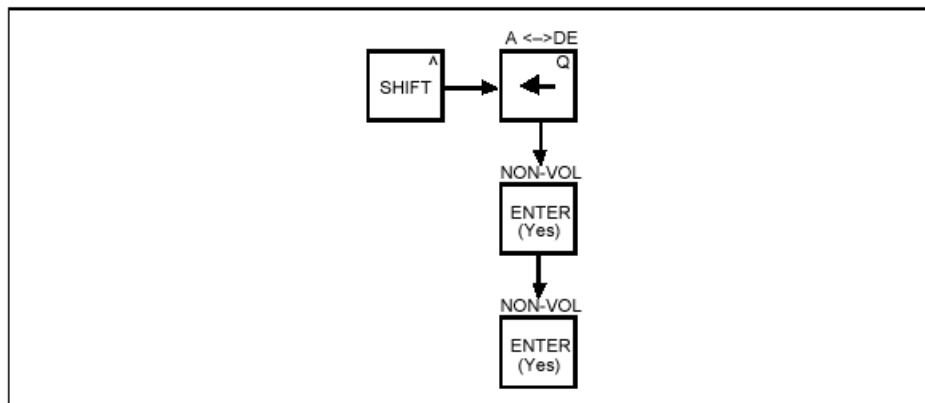 A <–>DE
^
SHIFT
Q
NON-VOL
ENTER
(Yes)
NON-VOL
ENTER
(Yes)